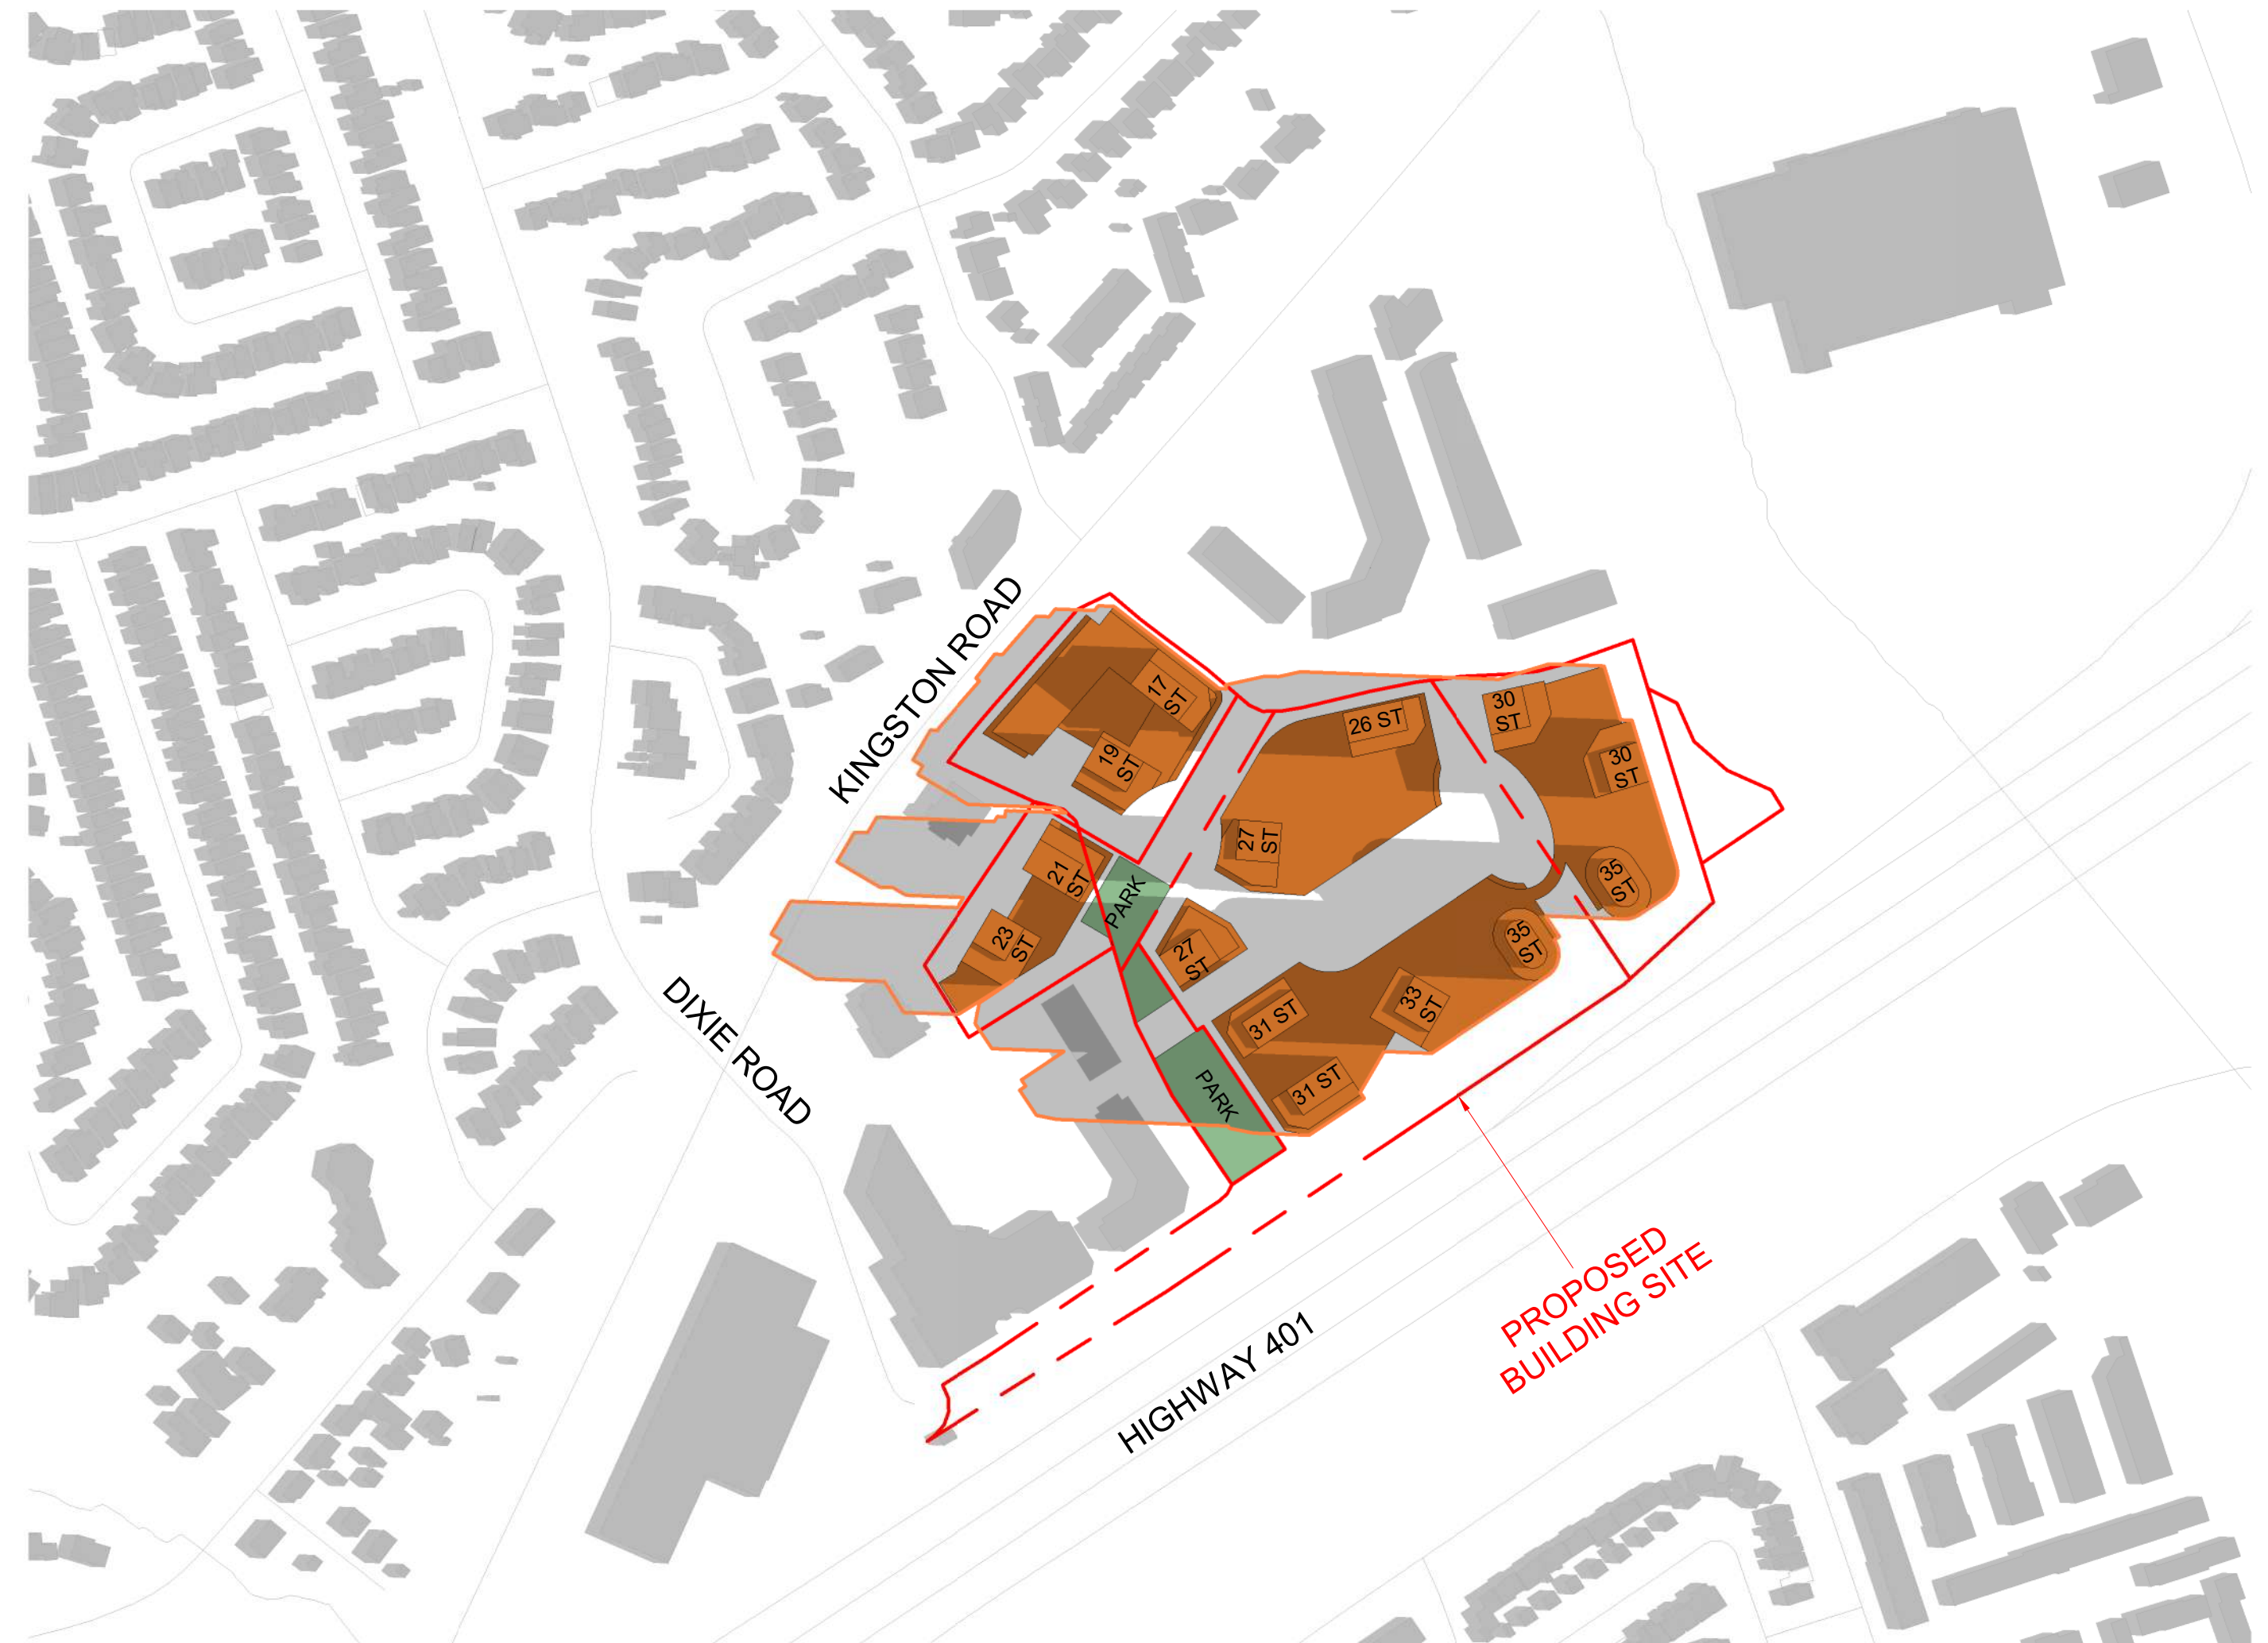 KINGSTON ROAD
17
ST
19
ST
26 ST
30
ST
30
ST
27
ST
21
ST
PARK
35
ST
23
ST
27
ST
35
ST
31 ST
33
ST
31 ST
PARK
DIXIE ROAD
HIGHWAY 401
PROPOSED
BUILDING SITE